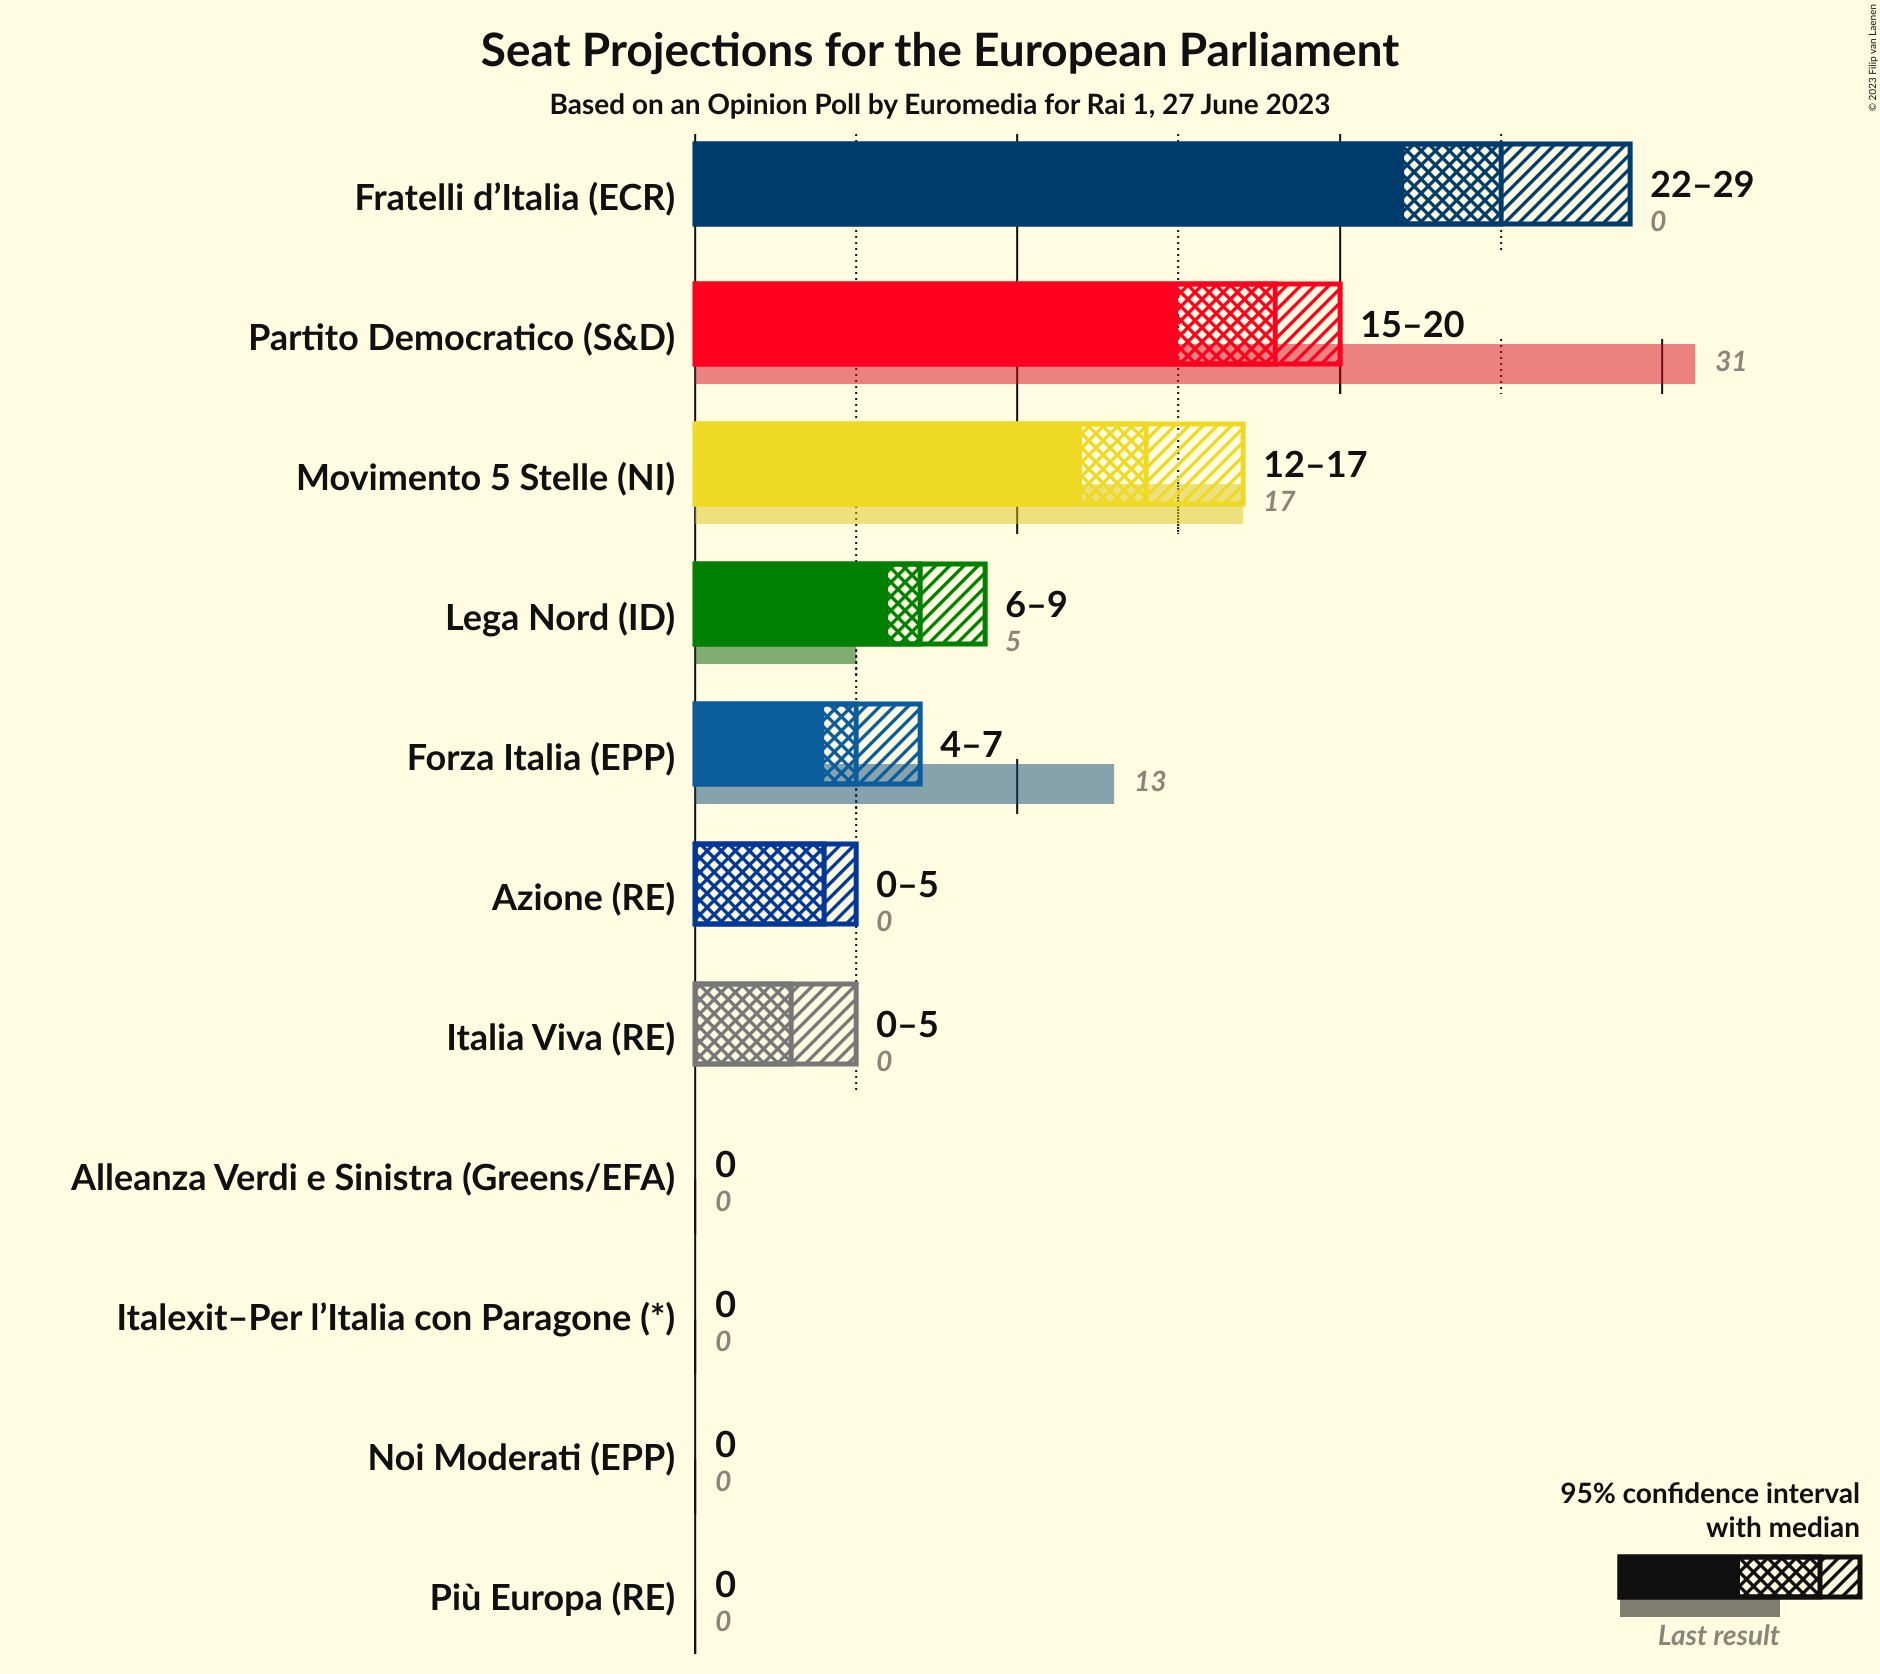 Seat Projections for the European Parliament
Based on an Opinion Poll by Euromedia for Rai 1, 27 June 2023
© 2023 Filip van Laenen
Fratelli d’Italia (ECR)
22–29
0
Partito Democratico (S&D)
15–20
31
Movimento 5 Stelle (NI)
12–17
17
Lega Nord (ID)
6–9
5
Forza Italia (EPP)
4–7
13
Azione (RE)
0–5
0
Italia Viva (RE)
0–5
0
Alleanza Verdi e Sinistra (Greens/EFA)
0
0
Italexit–Per l’Italia con Paragone (*)
0
0
Noi Moderati (EPP)
0
0
Più Europa (RE)
0
0
95% confidence interval
with median
Last result